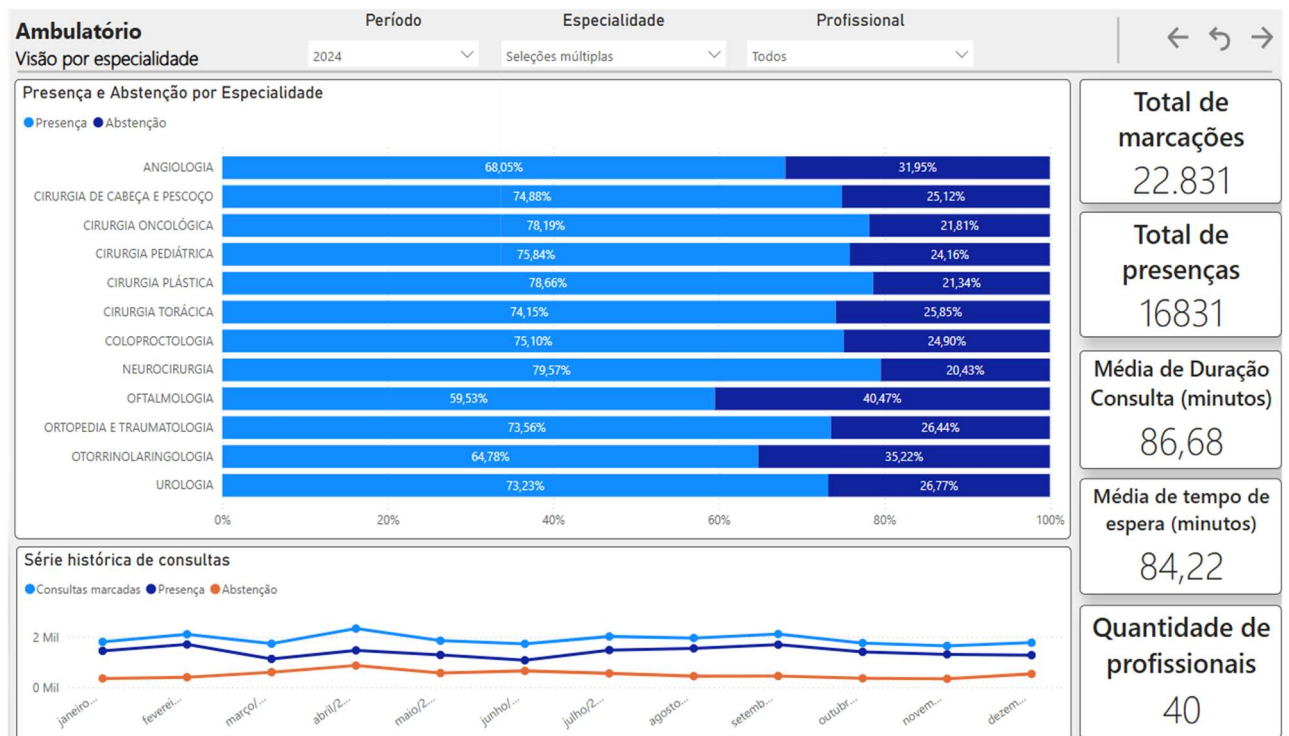 Ambulatório
Visão por especialidade
Período
2024
Especialidade
Seleções múltiplas
Profissional
Todos
Presença e Abstenção por Especialidade
Presença Abstenção
ANGIOLOGIA 68,05% 31,95%
CIRURGIA DE CABEÇA E PESCOÇO 74,88% 25,12%
CIRURGIA ONCOLÓGICA 78,19% 21,81%
CIRURGIA PEDIÁTRICA 75,84% 24,16%
CIRURGIA PLÁSTICA 78,66% 21,34%
CIRURGIA TORÁCICA 74,15% 25,85%
COLOPROCTOLOGIA 75,10% 24,90%
NEUROCIRURGIA 79,57% 20,43%
OFTALMOLOGIA 59,53% 40,47%
ORTOPEDIA E TRAUMATOLOGIA 73,56% 26,44%
OTORRINOLARINGOLOGIA 64,78% 35,22%
UROLOGIA 73,23% 26,77%
0% 20% 40% 60% 80% 100%
Série histórica de consultas
Consultas marcadas Presença Abstenção
2 Mil
0 Mil
janeiro... feverei... março/... abril/2... maio/2... junho/... julho/2... agosto... setemb... outubr... novem... dezem...
Total de
marcações
22.831
Total de
presenças
16831
Média de Duração
Consulta (minutos)
86,68
Média de tempo de
espera (minutos)
84,22
Quantidade de
profissionais
40